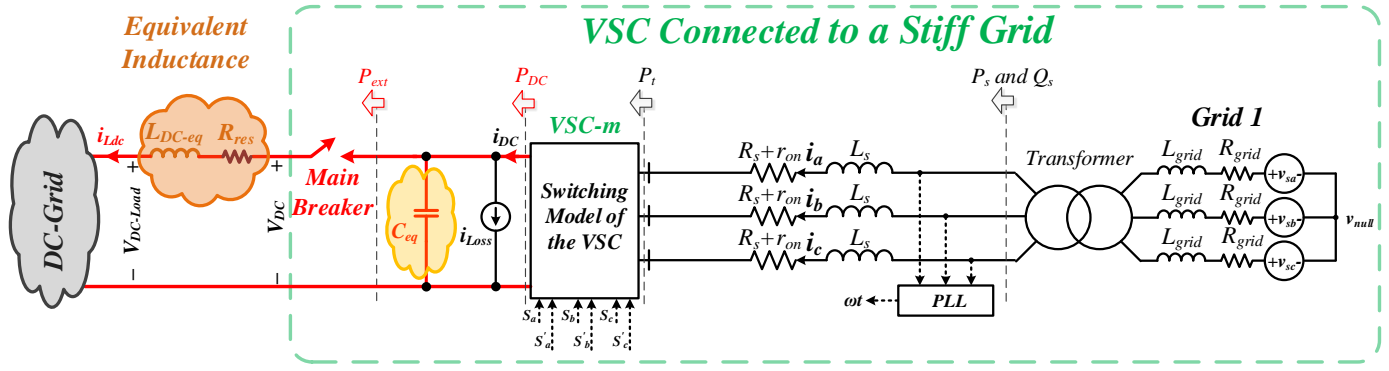 VSC Connected to a Stiff Grid
Equivalent
Inductance
P_ext
P_DC
P_t
P_s and Q_s
VSC-m
Grid 1
L_DC-eq
R_res
i_Ldc
DC-Grid
V_DC-Load
+
-
V_DC
+
-
Main
Breaker
C_eq
i_DC
i_Loss
Switching
Model of
the VSC
S_a
S'_a
S_b
S'_b
S_c
S'_c
R_s+r_on
i_a
L_s
R_s+r_on
i_b
L_s
R_s+r_on
i_c
L_s
ωt
PLL
Transformer
L_grid
R_grid
+v_sa-
L_grid
R_grid
+v_sb-
L_grid
R_grid
+v_sc-
v_null